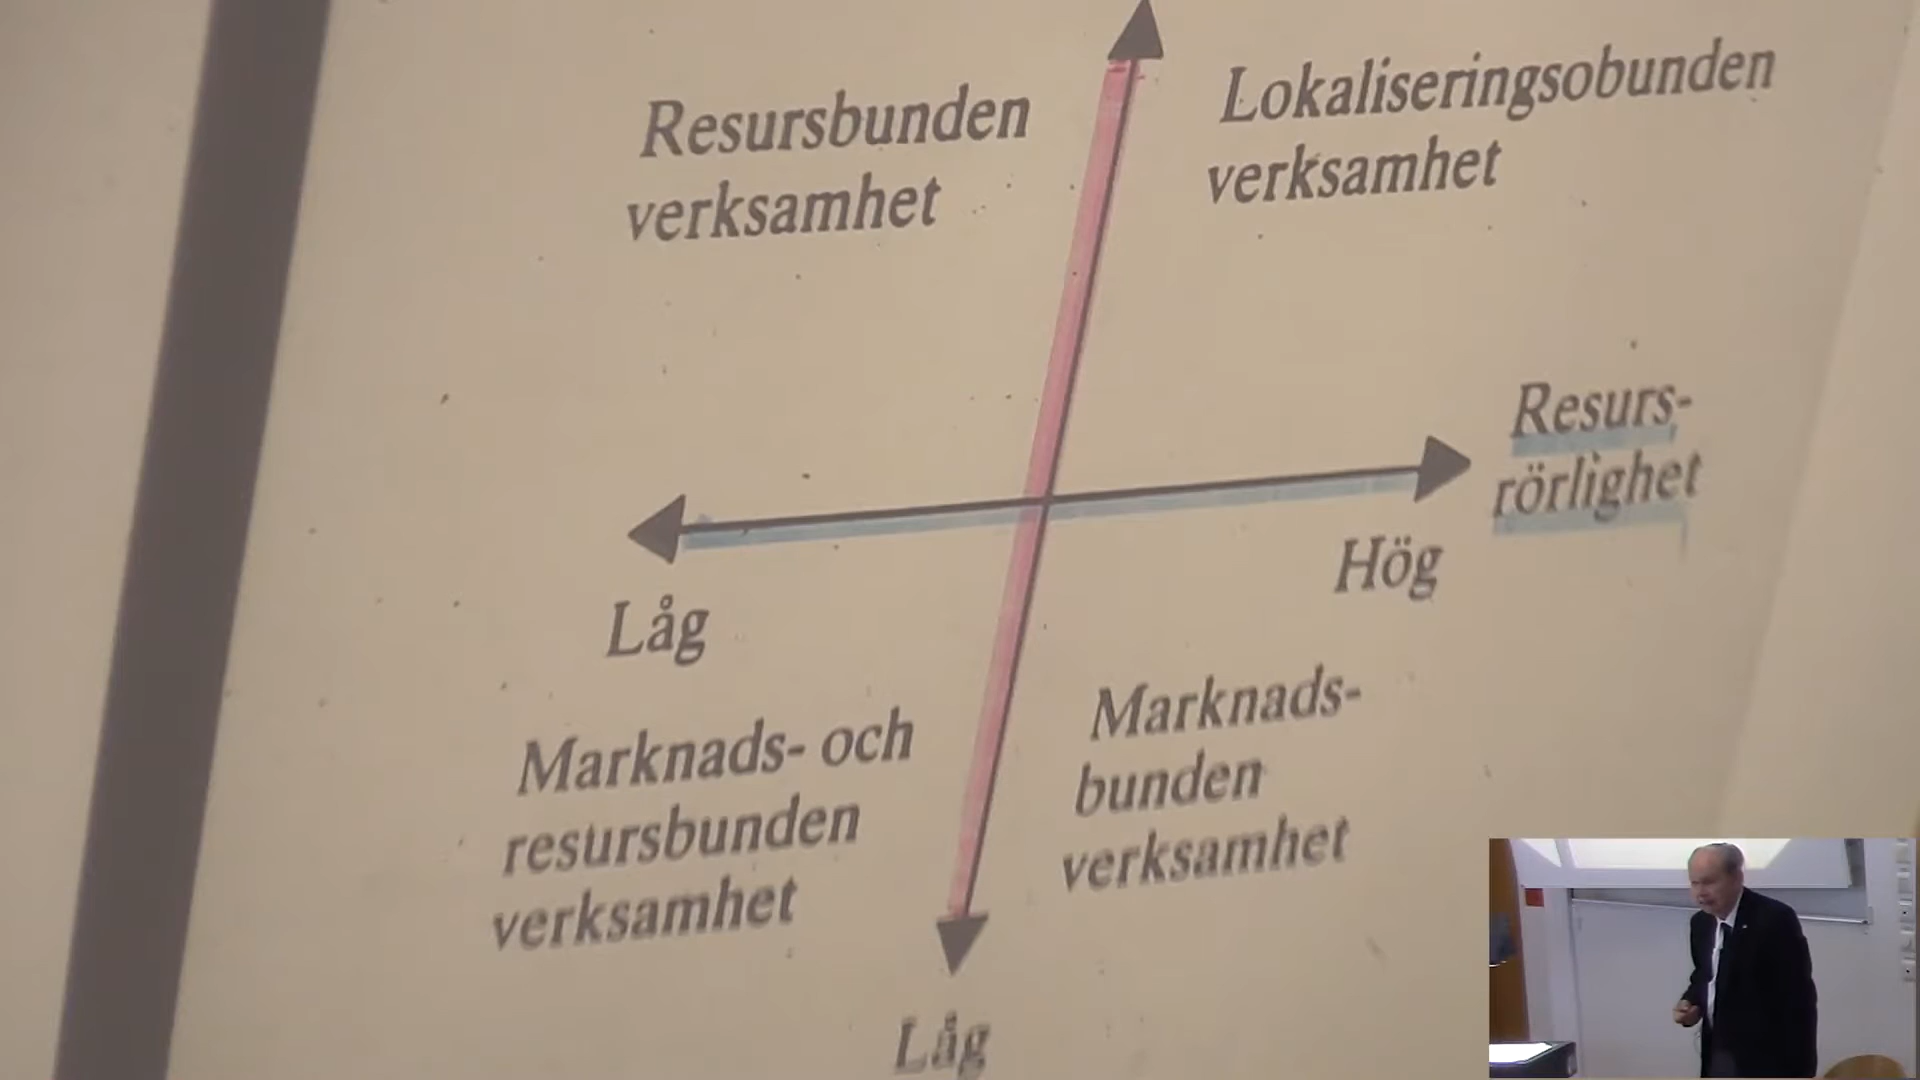 Resursbunden
verksamhet
Lokaliseringsobunden
verksamhet
Resurs-
rörlighet
Hög
Låg
Marknads- och
resursbunden
verksamhet
Marknads-
bunden
verksamhet
Låg